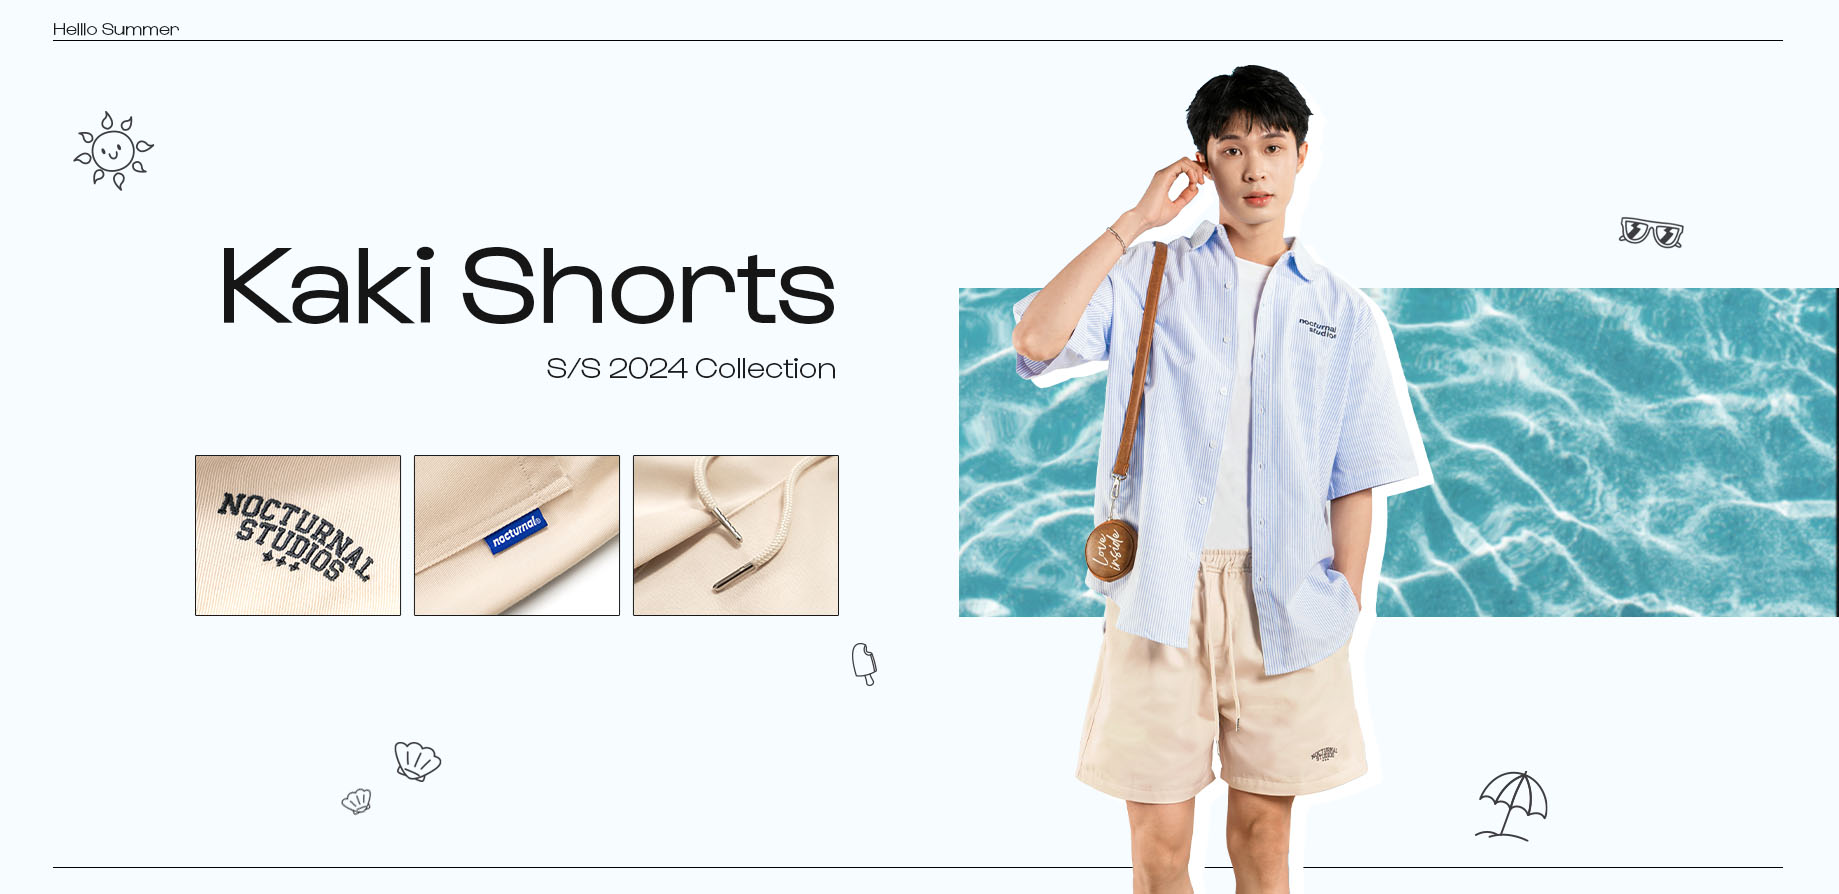 Helllo Summer
Kaki Shorts
S/S 2024 Collection
NOCTURNAL
STUDIOS
nocturnal®
nocturnal
studios
love
inside
NOCTURNAL
STUDIOS